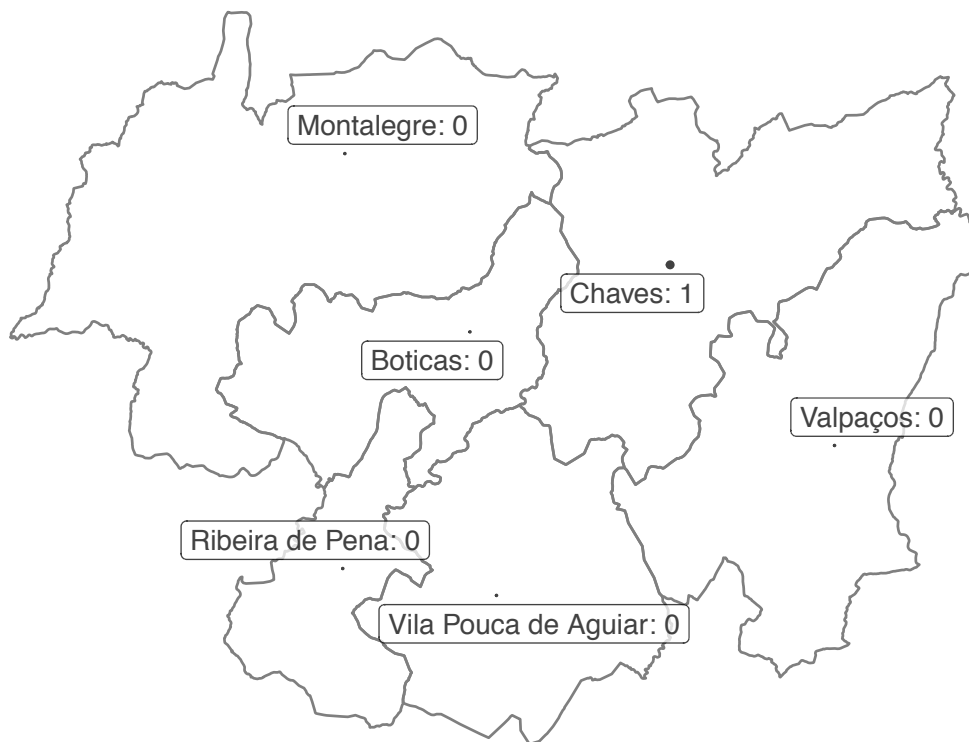 Montalegre: 0
Chaves: 1
Boticas: 0
Valpaços: 0
Ribeira de Pena: 0
Vila Pouca de Aguiar: 0